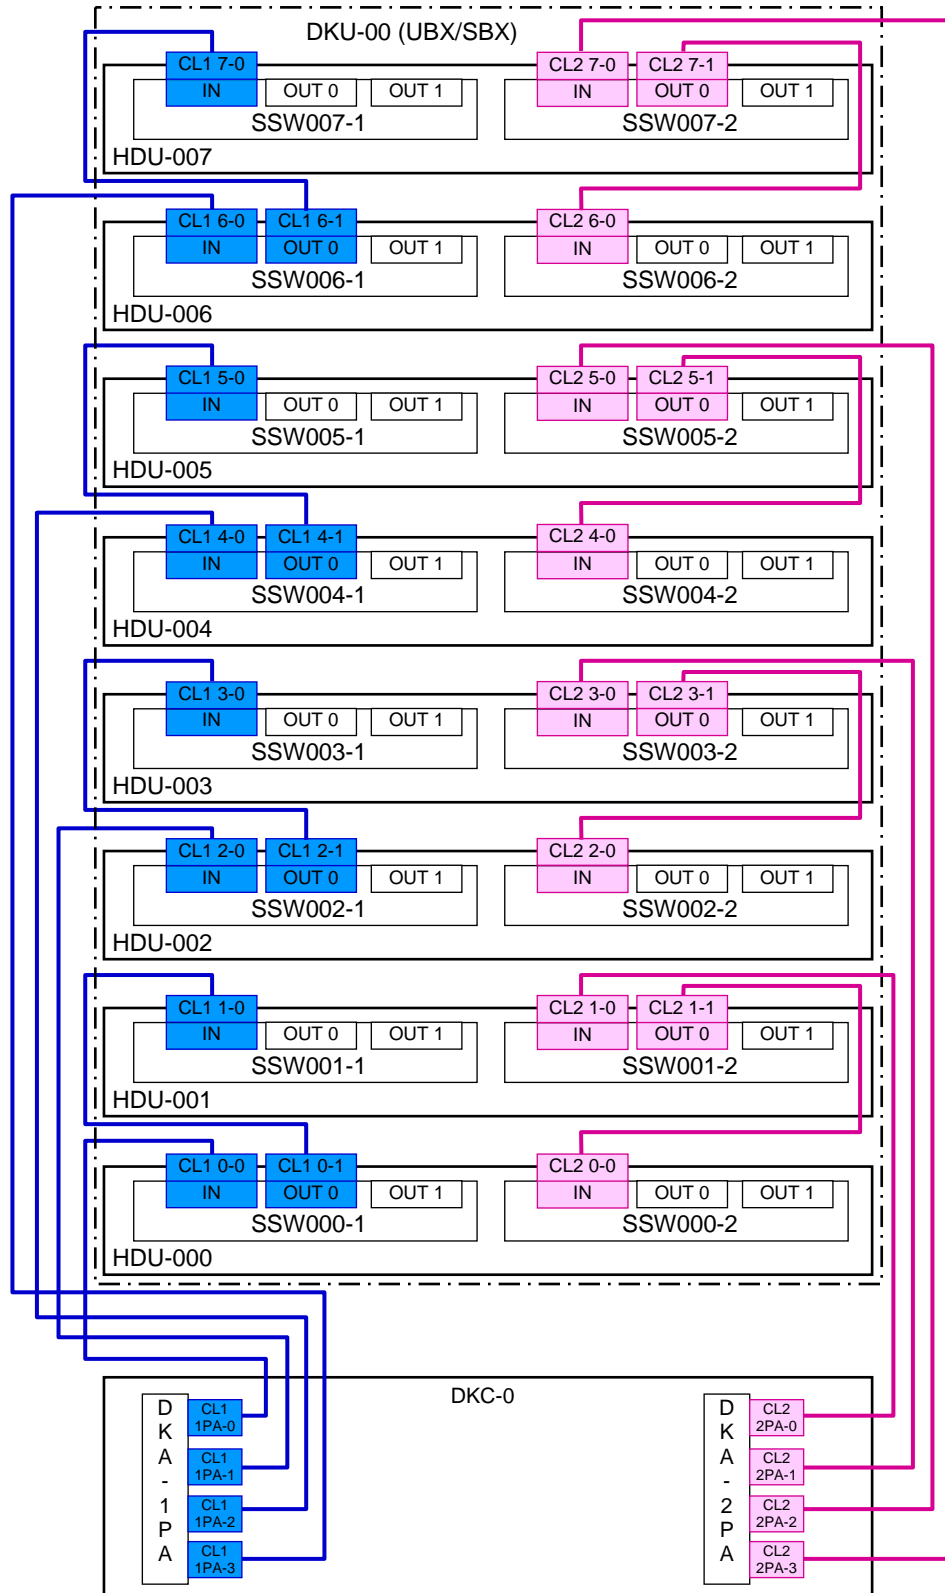 DKU-00 (UBX/SBX)
CL1 7-0 CL2 7-0 CL2 7-1
IN OUT 0 OUT 1 IN OUT 0 OUT 1
SSW007-1 SSW007-2
HDU-007
CL1 6-0 CL1 6-1 CL2 6-0
IN OUT 0 OUT 1 IN OUT 0 OUT 1
SSW006-1 SSW006-2
HDU-006
CL1 5-0 CL2 5-0 CL2 5-1
IN OUT 0 OUT 1 IN OUT 0 OUT 1
SSW005-1 SSW005-2
HDU-005
CL1 4-0 CL1 4-1 CL2 4-0
IN OUT 0 OUT 1 IN OUT 0 OUT 1
SSW004-1 SSW004-2
HDU-004
CL1 3-0 CL2 3-0 CL2 3-1
IN OUT 0 OUT 1 IN OUT 0 OUT 1
SSW003-1 SSW003-2
HDU-003
CL1 2-0 CL1 2-1 CL2 2-0
IN OUT 0 OUT 1 IN OUT 0 OUT 1
SSW002-1 SSW002-2
HDU-002
CL1 1-0 CL2 1-0 CL2 1-1
IN OUT 0 OUT 1 IN OUT 0 OUT 1
SSW001-1 SSW001-2
HDU-001
CL1 0-0 CL1 0-1 CL2 0-0
IN OUT 0 OUT 1 IN OUT 0 OUT 1
SSW000-1 SSW000-2
HDU-000
DKC-0
DKA-1PA
CL1
1PA-0
CL1
1PA-1
CL1
1PA-2
CL1
1PA-3
DKA-2PA
CL2
2PA-0
CL2
2PA-1
CL2
2PA-2
CL2
2PA-3